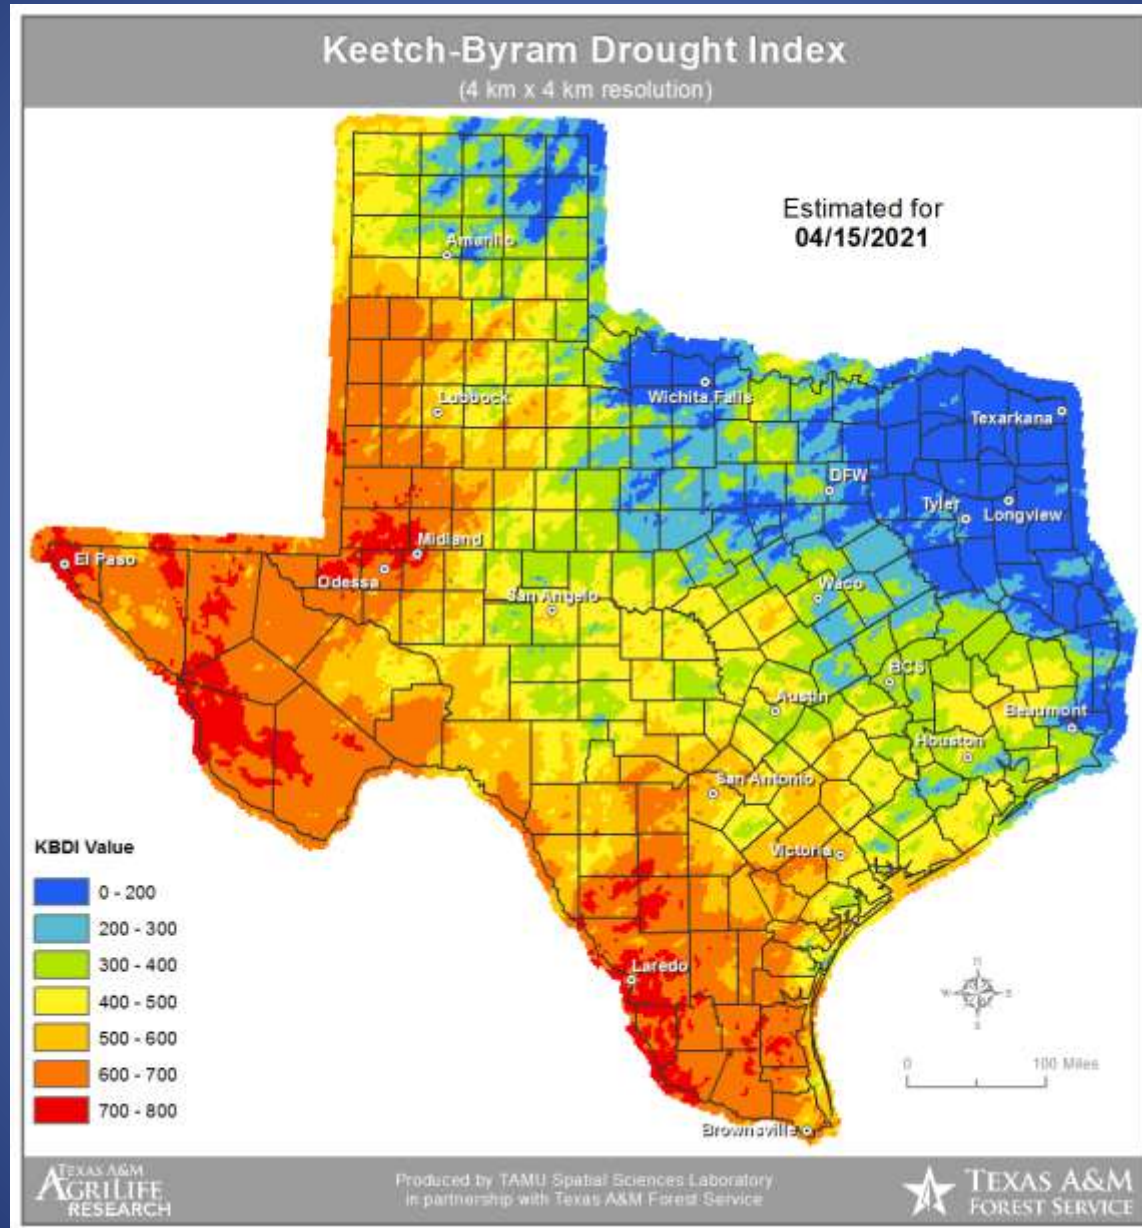 Keetch-Byram Drought Index
(4 km x 4 km resolution)
Estimated for
04/15/2021
Amarillo
Lubbock
Wichita Falls
Texarkana
DFW
Tyler
Longview
El Paso
Midland
Odessa
San Angelo
Waco
BCS
Austin
Beaumont
Houston
San Antonio
Victoria
Laredo
Brownsville
KBDI Value
0 - 200
200 - 300
300 - 400
400 - 500
500 - 600
600 - 700
700 - 800
N
W E
S
0 100 Miles
TEXAS A&M
AGRILIFE
RESEARCH
Produced by TAMU Spatial Sciences Laboratory
in partnership with Texas A&M Forest Service
TEXAS A&M
FOREST SERVICE